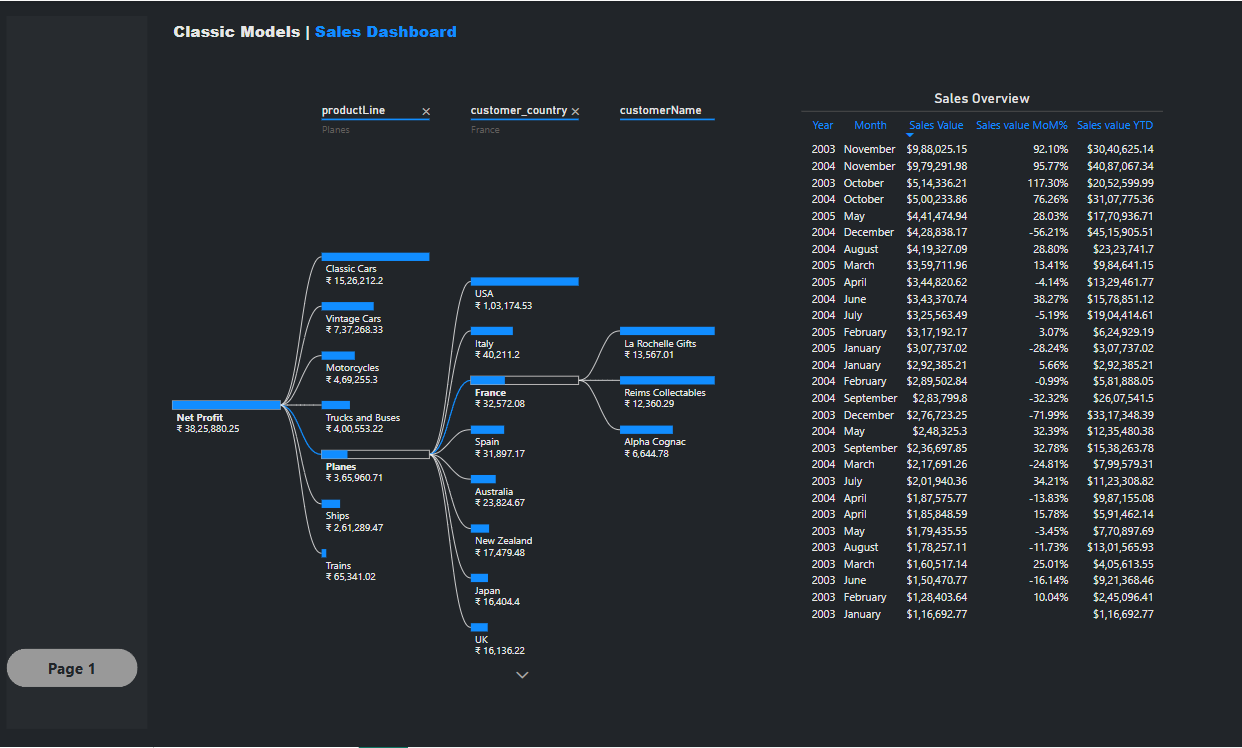 Classic Models | Sales Dashboard
productLine ×
Planes
customer_country ×
France
customerName
Net Profit
₹ 38,25,880.25
Classic Cars
₹ 15,26,212.2
Vintage Cars
₹ 7,37,268.33
Motorcycles
₹ 4,69,255.3
Trucks and Buses
₹ 4,00,553.22
Planes
₹ 3,65,960.71
Ships
₹ 2,61,289.47
Trains
₹ 65,341.02
USA
₹ 1,03,174.53
Italy
₹ 40,211.2
France
₹ 32,572.08
Spain
₹ 31,897.17
Australia
₹ 23,824.67
New Zealand
₹ 17,479.48
Japan
₹ 16,404.4
UK
₹ 16,136.22
La Rochelle Gifts
₹ 13,567.01
Reims Collectables
₹ 12,360.29
Alpha Cognac
₹ 6,644.78
Sales Overview
Year Month Sales Value Sales value MoM% Sales value YTD
2003 November $9,88,025.15 92.10% $30,40,625.14
2004 November $9,79,291.98 95.77% $40,87,067.34
2003 October $5,14,336.21 117.30% $20,52,599.99
2004 October $5,00,233.86 76.26% $31,07,775.36
2005 May $4,41,474.94 28.03% $17,70,936.71
2004 December $4,28,838.17 -56.21% $45,15,905.51
2004 August $4,19,327.09 28.80% $23,23,741.7
2005 March $3,59,711.96 13.41% $9,84,641.15
2005 April $3,44,820.62 -4.14% $13,29,461.77
2004 June $3,43,370.74 38.27% $15,78,851.12
2004 July $3,25,563.49 -5.19% $19,04,414.61
2005 February $3,17,192.17 3.07% $6,24,929.19
2005 January $3,07,737.02 -28.24% $3,07,737.02
2004 January $2,92,385.21 5.66% $2,92,385.21
2004 February $2,89,502.84 -0.99% $5,81,888.05
2004 September $2,83,799.8 -32.32% $26,07,541.5
2003 December $2,76,723.25 -71.99% $33,17,348.39
2004 May $2,48,325.3 32.39% $12,35,480.38
2003 September $2,36,697.85 32.78% $15,38,263.78
2004 March $2,17,691.26 -24.81% $7,99,579.31
2003 July $2,01,940.36 34.21% $11,23,308.82
2004 April $1,87,575.77 -13.83% $9,87,155.08
2003 April $1,85,848.59 15.78% $5,91,462.14
2003 May $1,79,435.55 -3.45% $7,70,897.69
2003 August $1,78,257.11 -11.73% $13,01,565.93
2003 March $1,60,517.14 25.01% $4,05,613.55
2003 June $1,50,470.77 -16.14% $9,21,368.46
2003 February $1,28,403.64 10.04% $2,45,096.41
2003 January $1,16,692.77 $1,16,692.77
Page 1